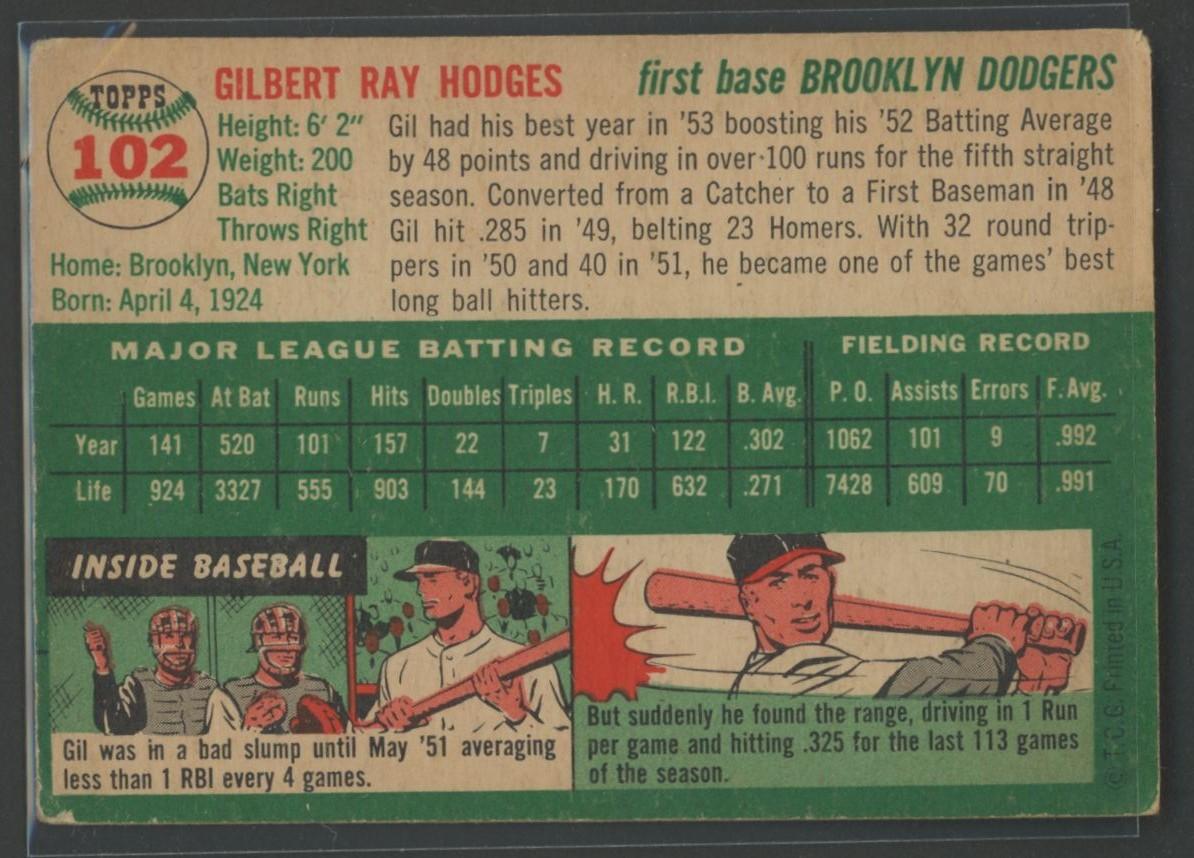 TOPPS
102
GILBERT RAY HODGES
first base BROOKLYN DODGERS
Height: 6' 2"
Weight: 200
Bats Right
Throws Right
Home: Brooklyn, New York
Born: April 4, 1924
Gil had his best year in '53 boosting his '52 Batting Average
by 48 points and driving in over 100 runs for the fifth straight
season. Converted from a Catcher to a First Baseman in '48
Gil hit .285 in '49, belting 23 Homers. With 32 round trip-
pers in '50 and 40 in '51, he became one of the games' best
long ball hitters.
MAJOR LEAGUE BATTING RECORD
FIELDING RECORD
Games At Bat Runs Hits Doubles Triples H. R. R.B.I. B. Avg. P. O. Assists Errors F. Avg.
Year 141 520 101 157 22 7 31 122 .302 1062 101 9 .992
Life 924 3327 555 903 144 23 170 632 .271 7428 609 70 .991
INSIDE BASEBALL
Gil was in a bad slump until May '51 averaging
less than 1 RBI every 4 games.
But suddenly he found the range, driving in 1 Run
per game and hitting .325 for the last 113 games
of the season.
© T.C.G. Printed in U.S.A.